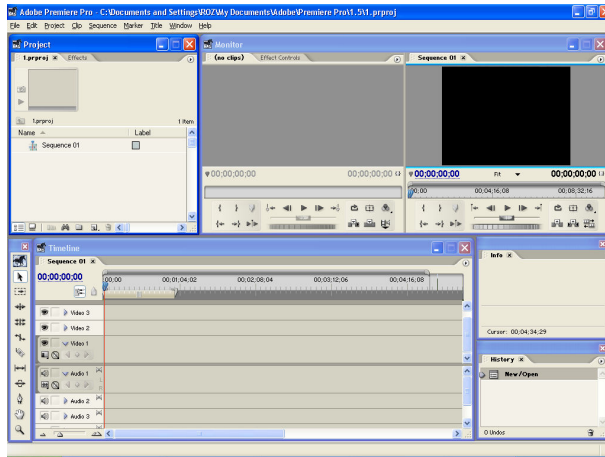 Adobe Premiere Pro - C:\Documents and Settings\ROZ\My Documents\Adobe\Premiere Pro\1.5\1.prproj
File Edit Project Clip Sequence Marker Title Window Help
Project
1.prproj Effects
1.prproj 1 Item
Name Label
Sequence 01
Monitor
(no clips) Effect Controls
00;00;00;00 00;00;00;00
Sequence 01
00;00;00;00 Fit 00;00;00;00
00;00 00;04;16;08 00;08;32;16
Timeline
Sequence 01
00;00;00;00
00;00 00;01;04;02 00;02;08;04 00;03;12;06 00;04;16;08
Video 3
Video 2
Video 1
Audio 1
Audio 2
Audio 3
Info
Cursor: 00;04;34;29
History
New/Open
0 Undos